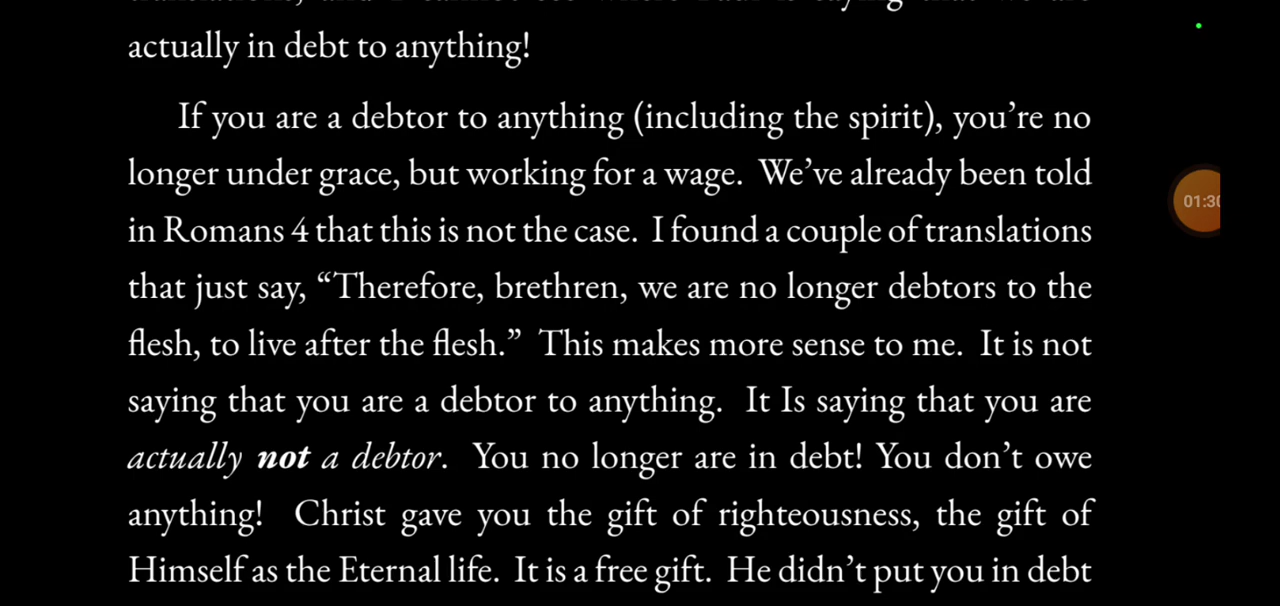 actually in debt to anything!
If you are a debtor to anything (including the spirit), you’re no
longer under grace, but working for a wage.  We’ve already been told
in Romans 4 that this is not the case.  I found a couple of translations
that just say, “Therefore, brethren, we are no longer debtors to the
flesh, to live after the flesh.”  This makes more sense to me.  It is not
saying that you are a debtor to anything.  It Is saying that you are
actually not a debtor.  You no longer are in debt! You don’t owe
anything!  Christ gave you the gift of righteousness, the gift of
Himself as the Eternal life.  It is a free gift.  He didn’t put you in debt
01:30